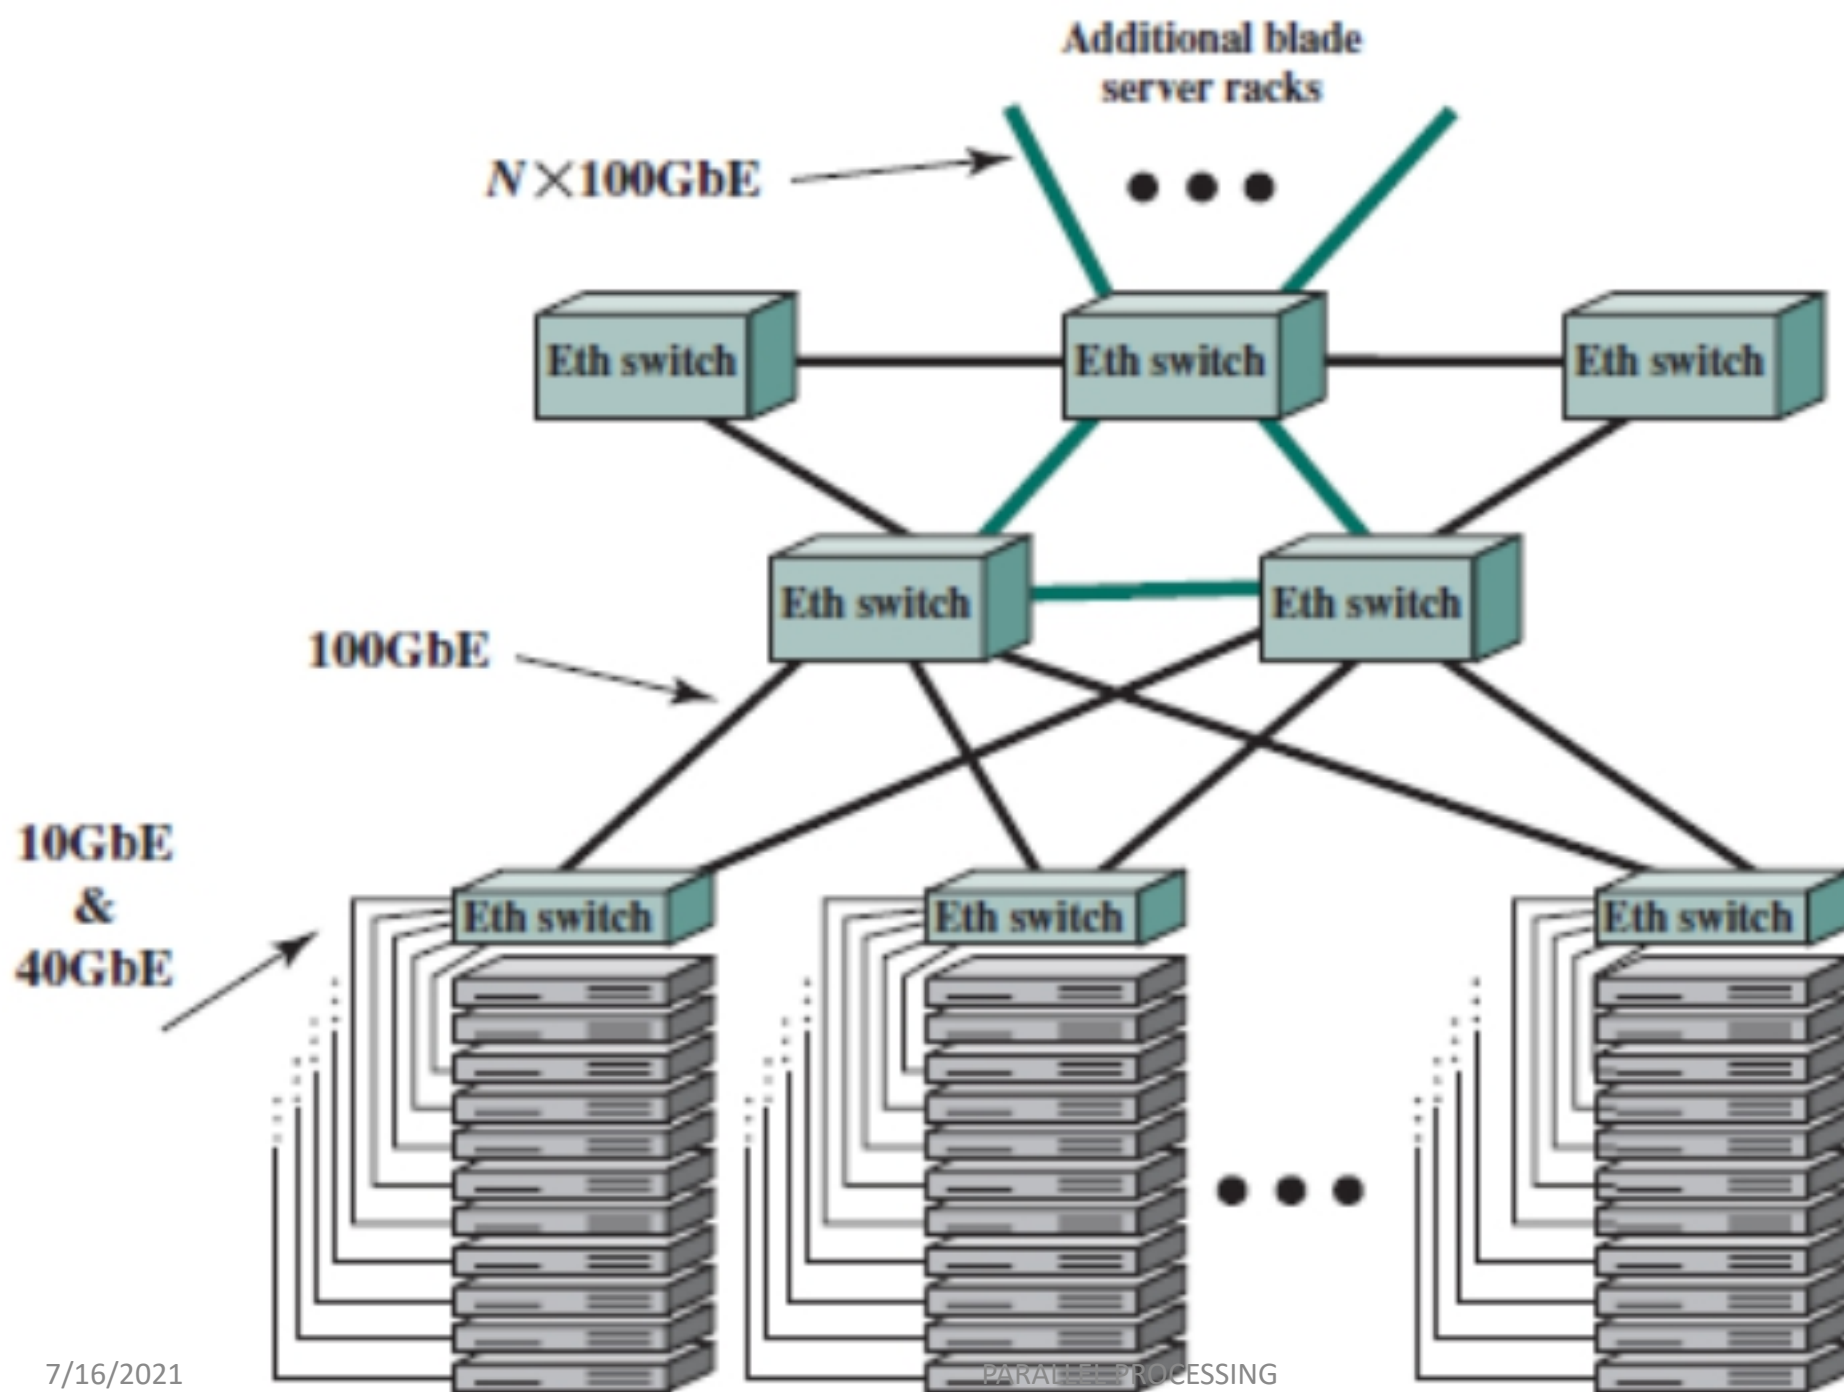 Additional blade
server racks
N×100GbE
Eth switch
Eth switch
Eth switch
Eth switch
Eth switch
100GbE
10GbE
&
40GbE
Eth switch
Eth switch
Eth switch
7/16/2021
PARALLEL PROCESSING